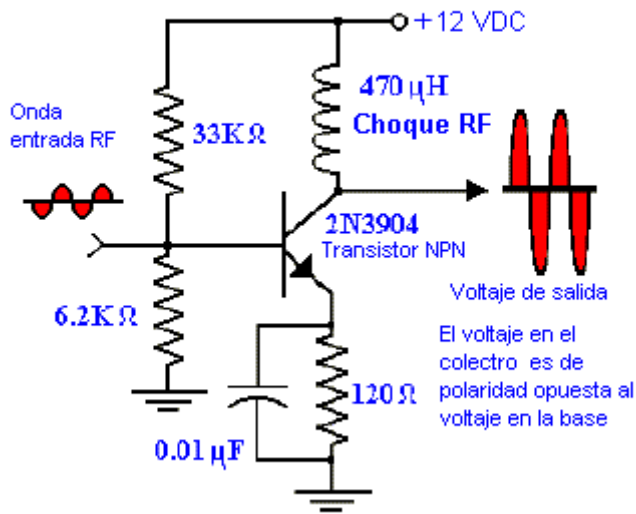 +12 VDC
470 μH
Choque RF
Onda
entrada RF
33KΩ
2N3904
Transistor NPN
Voltaje de salida
6.2KΩ
El voltaje en el
colectro es de
polaridad opuesta al
voltaje en la base
120Ω
0.01 μF